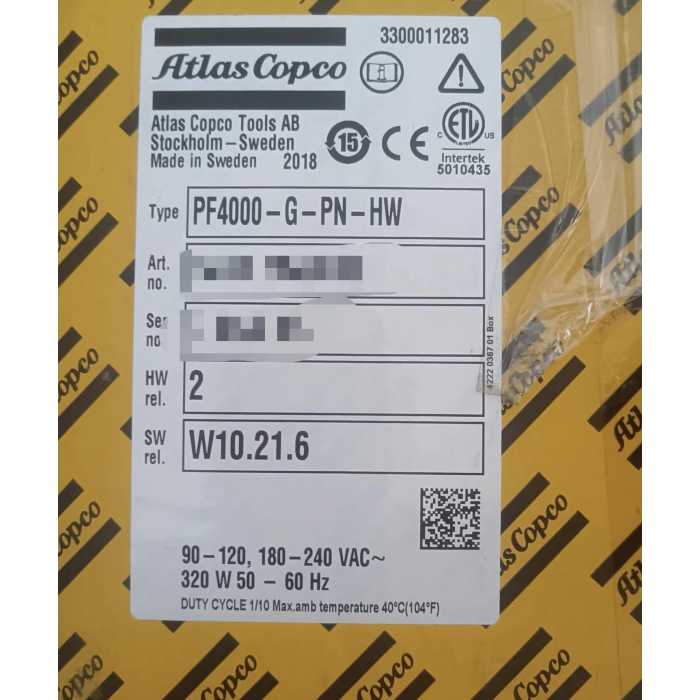 3300011283
Atlas Copco
Atlas Copco Tools AB
Stockholm–Sweden
Made in Sweden 2018
15
CE
C ETL US
Intertek
5010435
Type PF4000–G–PN–HW
Art.
no.
Ser
no
HW
rel. 2
SW
rel. W10.21.6
4222 0367 01 Box
90–120, 180–240 VAC~
320 W 50 – 60 Hz
DUTY CYCLE 1/10 Max.amb temperature 40°C(104°F)
Atlas Copco